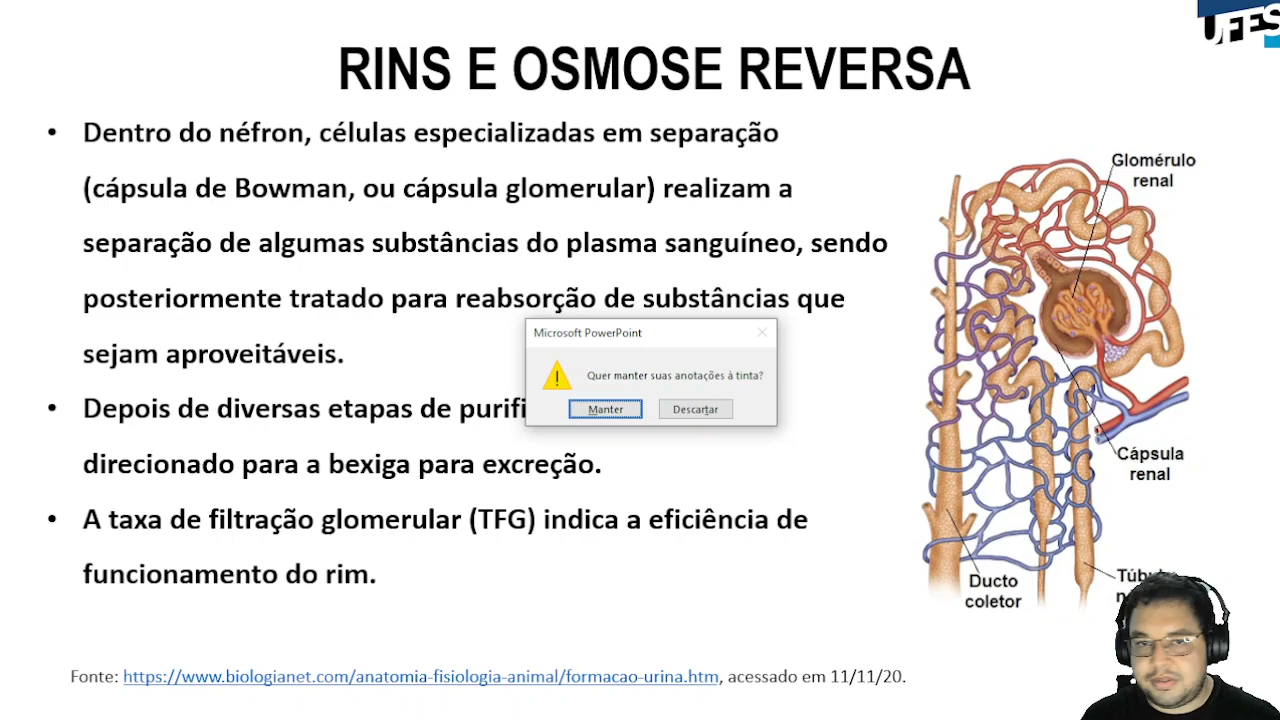 UFES
RINS E OSMOSE REVERSA
• Dentro do néfron, células especializadas em separação
(cápsula de Bowman, ou cápsula glomerular) realizam a
separação de algumas substâncias do plasma sanguíneo, sendo
posteriormente tratado para reabsorção de substâncias que
sejam aproveitáveis.
• Depois de diversas etapas de
direcionado para a bexiga para excreção.
• A taxa de filtração glomerular (TFG) indica a eficiência de
funcionamento do rim.
Microsoft PowerPoint
Quer manter suas anotações à tinta?
Manter
Descartar
Glomérulo
renal
Cápsula
renal
Ducto
coletor
Fonte: https://www.biologianet.com/anatomia-fisiologia-animal/formacao-urina.htm, acessado em 11/11/20.